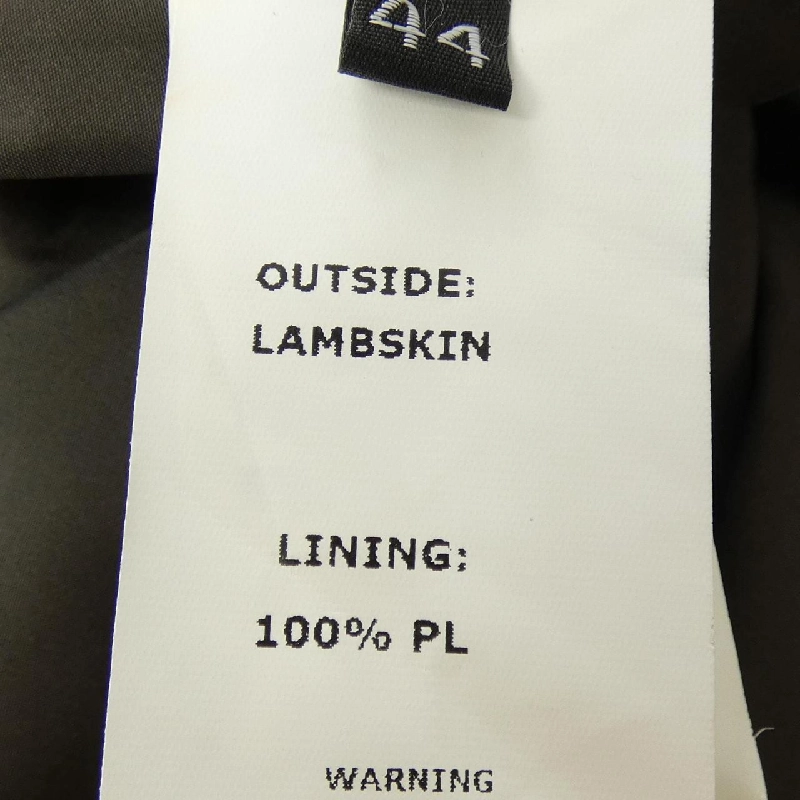 44
OUTSIDE:
LAMBSKIN
LINING:
100% PL
WARNING